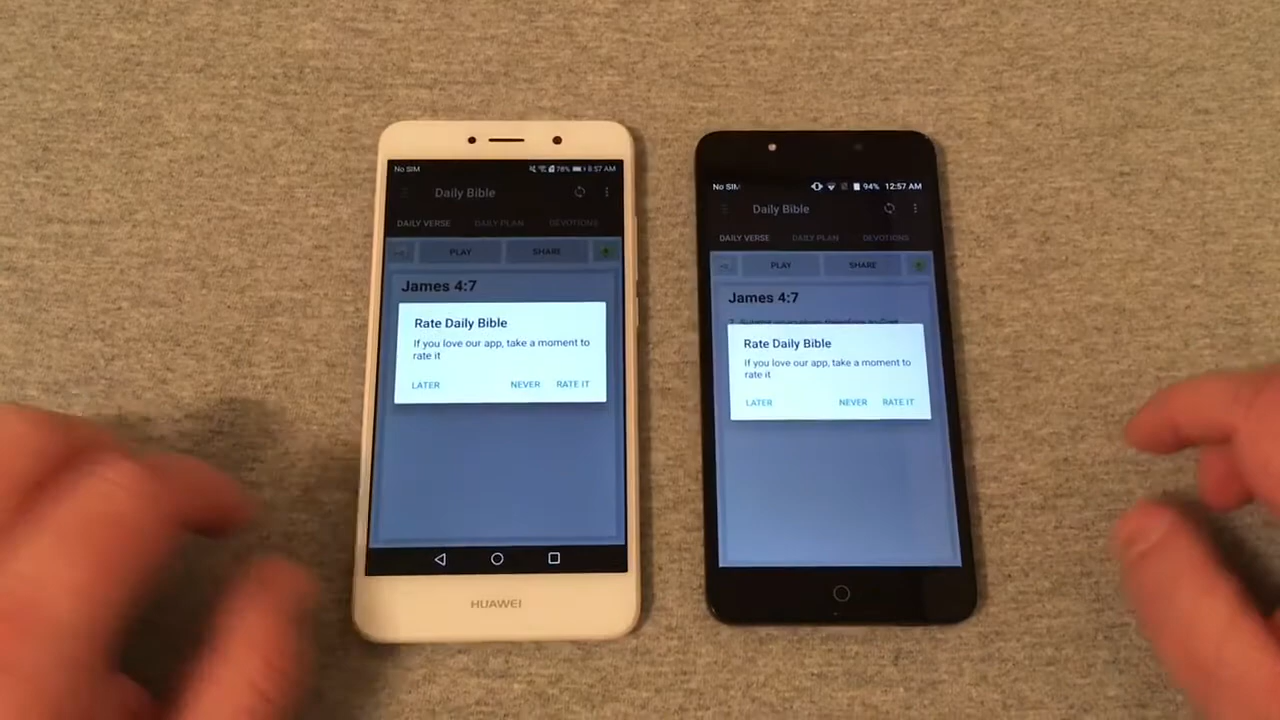 No SIM 78% 8:57 AM
Daily Bible
DAILY VERSE DAILY PLAN DEVOTIONS
PLAY SHARE
James 4:7
Rate Daily Bible
If you love our app, take a moment to
rate it
LATER NEVER RATE IT
HUAWEI
No SIM 94% 12:57 AM
Daily Bible
DAILY VERSE DAILY PLAN DEVOTIONS
PLAY SHARE
James 4:7
Rate Daily Bible
If you love our app, take a moment to
rate it
LATER NEVER RATE IT